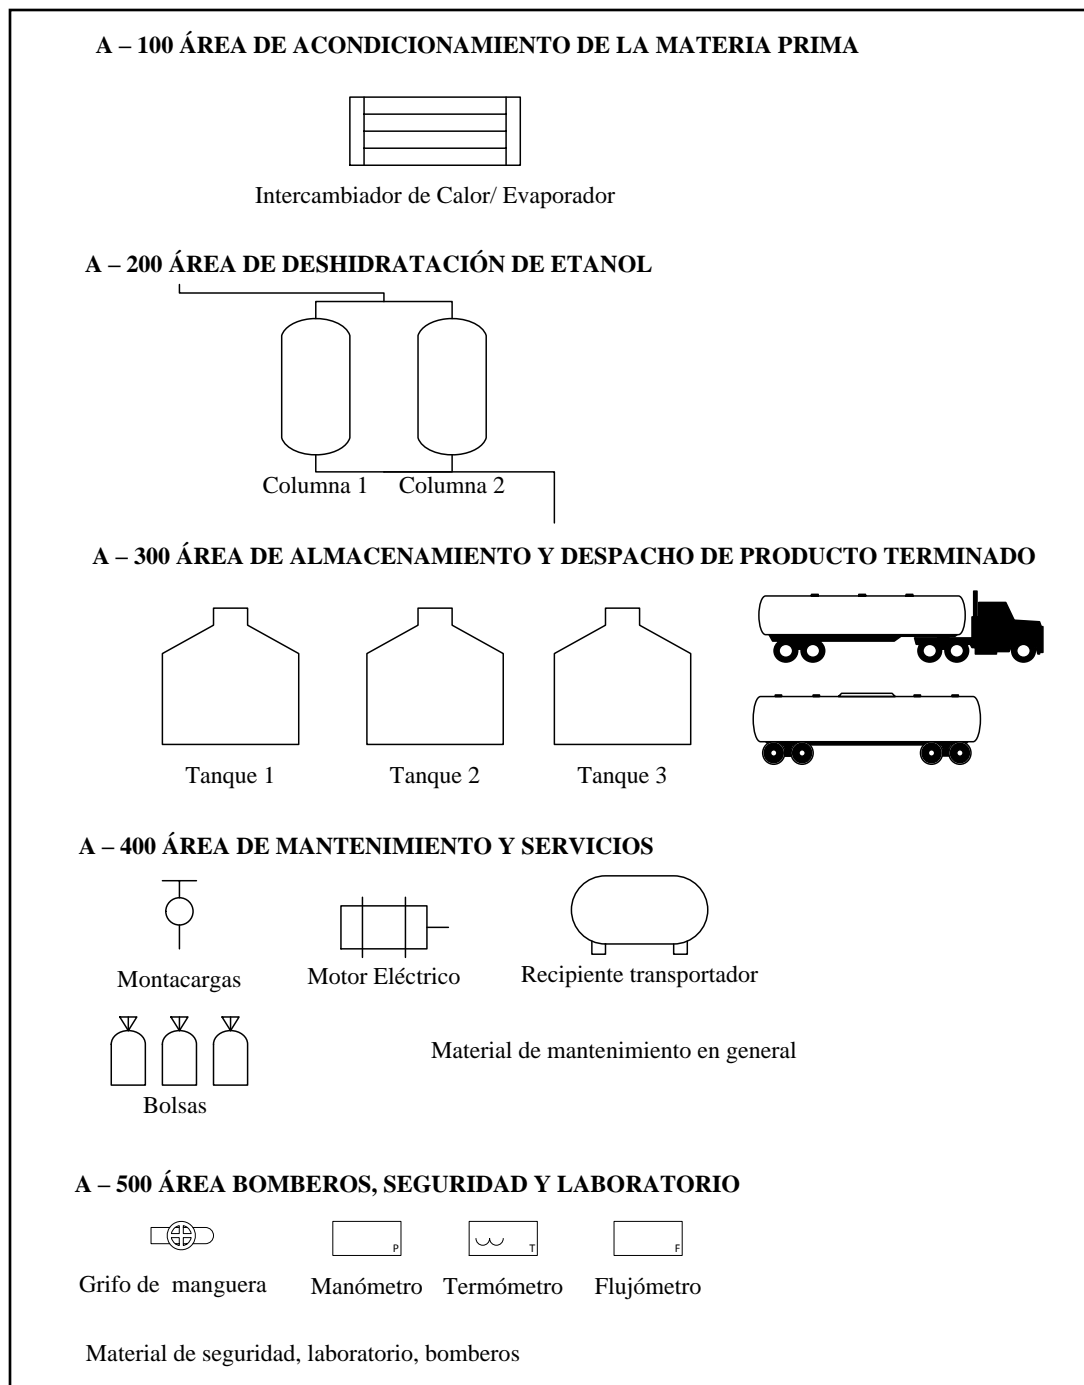 A – 100 ÁREA DE ACONDICIONAMIENTO DE LA MATERIA PRIMA
Intercambiador de Calor/ Evaporador
A – 200 ÁREA DE DESHIDRATACIÓN DE ETANOL
Columna 1 Columna 2
A – 300 ÁREA DE ALMACENAMIENTO Y DESPACHO DE PRODUCTO TERMINADO
Tanque 1 Tanque 2 Tanque 3
A – 400 ÁREA DE MANTENIMIENTO Y SERVICIOS
Montacargas Motor Eléctrico Recipiente transportador
Material de mantenimiento en general
Bolsas
A – 500 ÁREA BOMBEROS, SEGURIDAD Y LABORATORIO
P T F
Grifo de manguera Manómetro Termómetro Flujómetro
Material de seguridad, laboratorio, bomberos